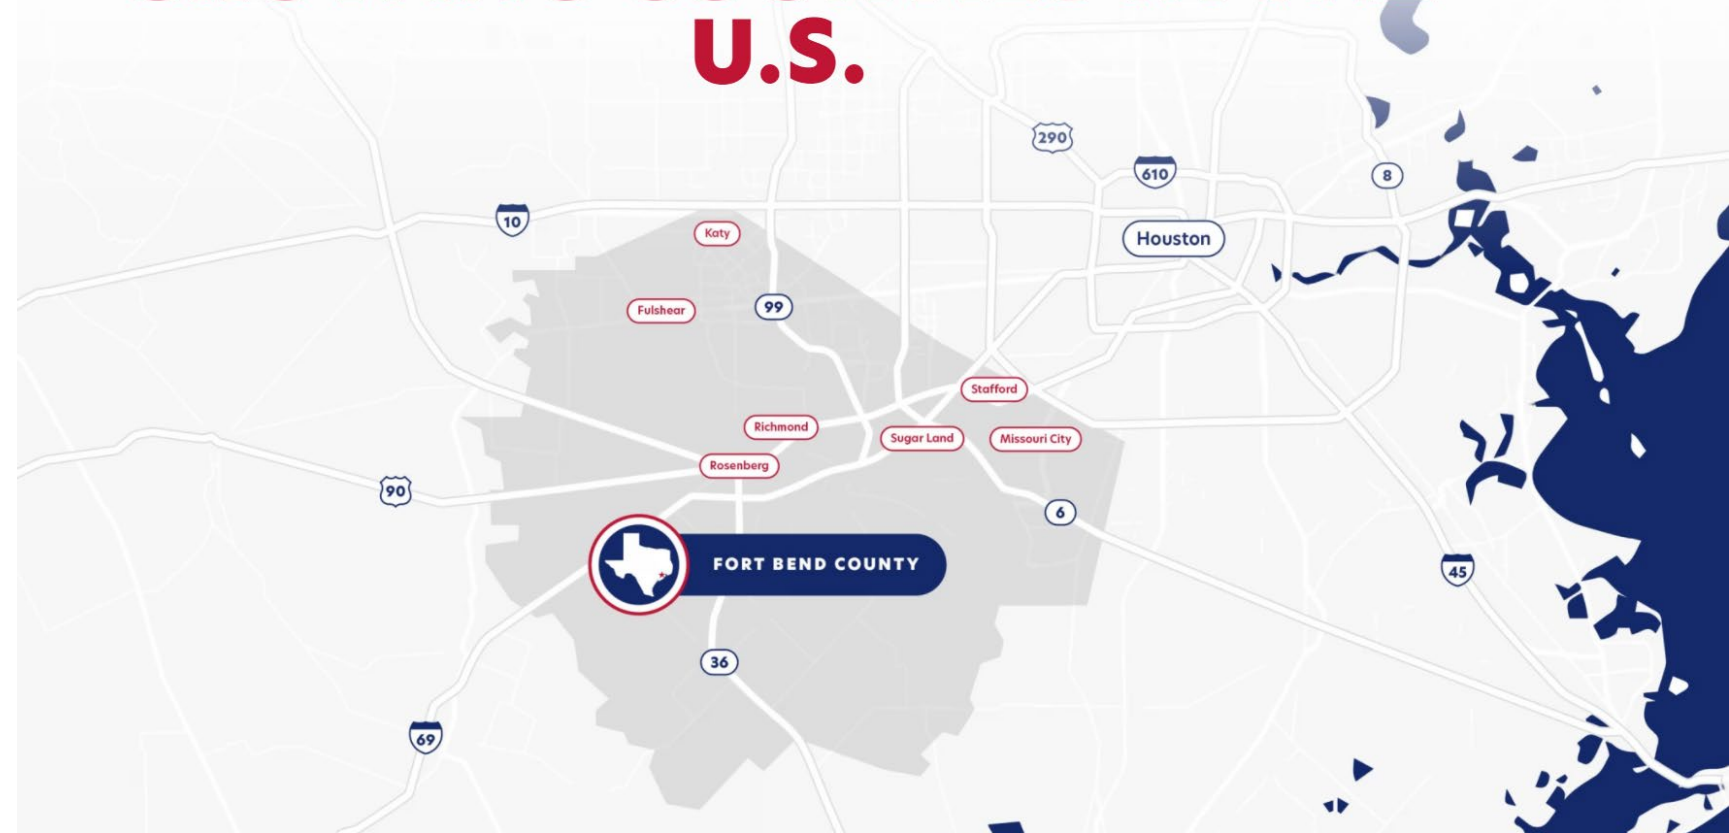 U.S.
290
610
8
10
Katy
Houston
Fulshear
99
Stafford
Richmond
Sugar Land
Missouri City
Rosenberg
90
6
FORT BEND COUNTY
45
36
69